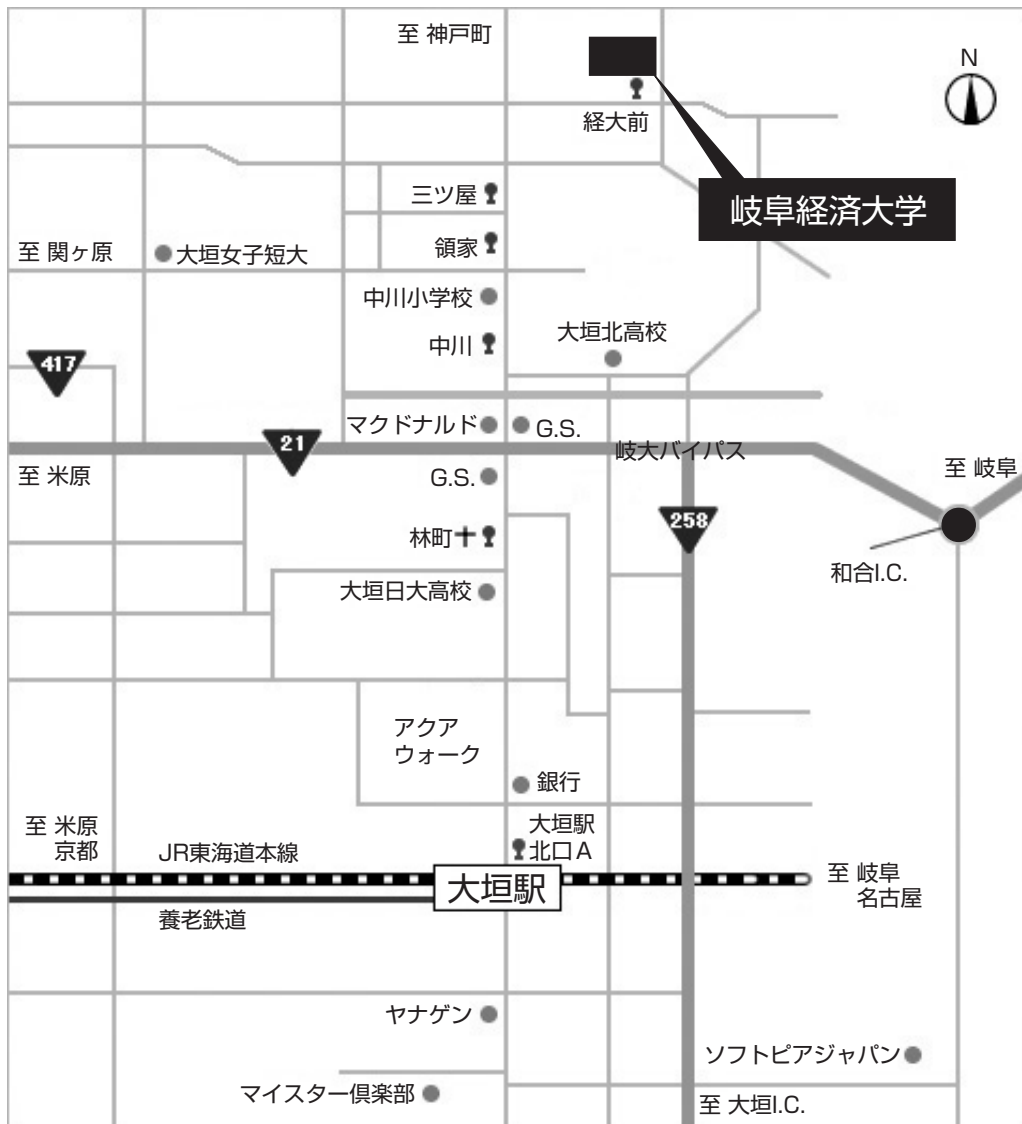 至 神戸町
N
経大前
岐阜経済大学
三ツ屋
至 関ヶ原
大垣女子短大
領家
中川小学校
大垣北高校
中川
417
マクドナルド
G.S.
21
岐大バイパス
至 米原
G.S.
至 岐阜
258
林町
和合I.C.
大垣日大高校
アクア
ウォーク
銀行
至 米原
京都
大垣駅
北口A
JR東海道本線
大垣駅
至 岐阜
名古屋
養老鉄道
ヤナゲン
ソフトピアジャパン
マイスター倶楽部
至 大垣I.C.